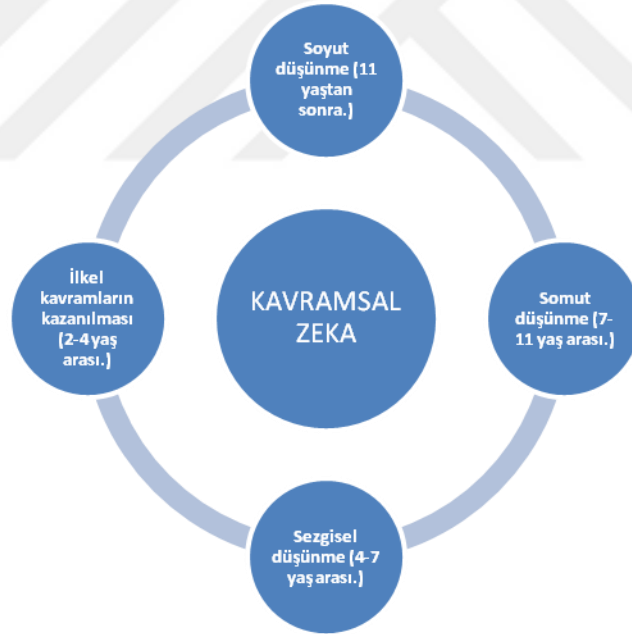 Soyut
düşünme (11
yaştan
sonra.)
İlkel
kavramların
kazanılması
(2-4 yaş
arası.)
KAVRAMSAL
ZEKA
Somut
düşünme (7-
11 yaş arası.)
Sezgisel
düşünme (4-7
yaş arası.)